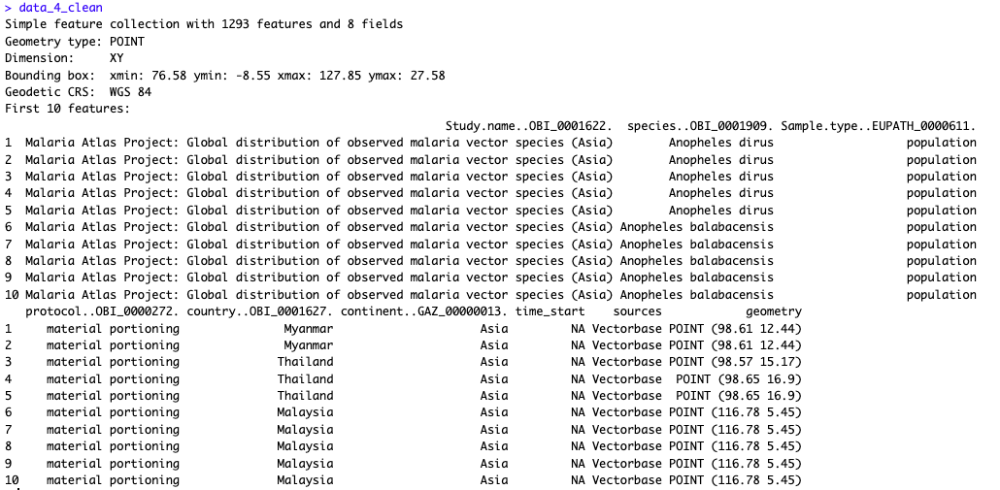 > data_4_clean
Simple feature collection with 1293 features and 8 fields
Geometry type: POINT
Dimension:     XY
Bounding box:  xmin: 76.58 ymin: -8.55 xmax: 127.85 ymax: 27.58
Geodetic CRS:  WGS 84
First 10 features:
Study.name..OBI_0001622.  species..OBI_0001909. Sample.type..EUPATH_0000611.
1  Malaria Atlas Project: Global distribution of observed malaria vector species (Asia)       Anopheles dirus                   population
2  Malaria Atlas Project: Global distribution of observed malaria vector species (Asia)       Anopheles dirus                   population
3  Malaria Atlas Project: Global distribution of observed malaria vector species (Asia)       Anopheles dirus                   population
4  Malaria Atlas Project: Global distribution of observed malaria vector species (Asia)       Anopheles dirus                   population
5  Malaria Atlas Project: Global distribution of observed malaria vector species (Asia)       Anopheles dirus                   population
6  Malaria Atlas Project: Global distribution of observed malaria vector species (Asia) Anopheles balabacensis                   population
7  Malaria Atlas Project: Global distribution of observed malaria vector species (Asia) Anopheles balabacensis                   population
8  Malaria Atlas Project: Global distribution of observed malaria vector species (Asia) Anopheles balabacensis                   population
9  Malaria Atlas Project: Global distribution of observed malaria vector species (Asia) Anopheles balabacensis                   population
10 Malaria Atlas Project: Global distribution of observed malaria vector species (Asia) Anopheles balabacensis                   population
protocol..OBI_0000272. country..OBI_0001627. continent..GAZ_00000013. time_start    sources            geometry
1     material portioning               Myanmar                     Asia         NA Vectorbase POINT (98.61 12.44)
2     material portioning               Myanmar                     Asia         NA Vectorbase POINT (98.61 12.44)
3     material portioning              Thailand                     Asia         NA Vectorbase POINT (98.57 15.17)
4     material portioning              Thailand                     Asia         NA Vectorbase  POINT (98.65 16.9)
5     material portioning              Thailand                     Asia         NA Vectorbase  POINT (98.65 16.9)
6     material portioning              Malaysia                     Asia         NA Vectorbase POINT (116.78 5.45)
7     material portioning              Malaysia                     Asia         NA Vectorbase POINT (116.78 5.45)
8     material portioning              Malaysia                     Asia         NA Vectorbase POINT (116.78 5.45)
9     material portioning              Malaysia                     Asia         NA Vectorbase POINT (116.78 5.45)
10    material portioning              Malaysia                     Asia         NA Vectorbase POINT (116.78 5.45)